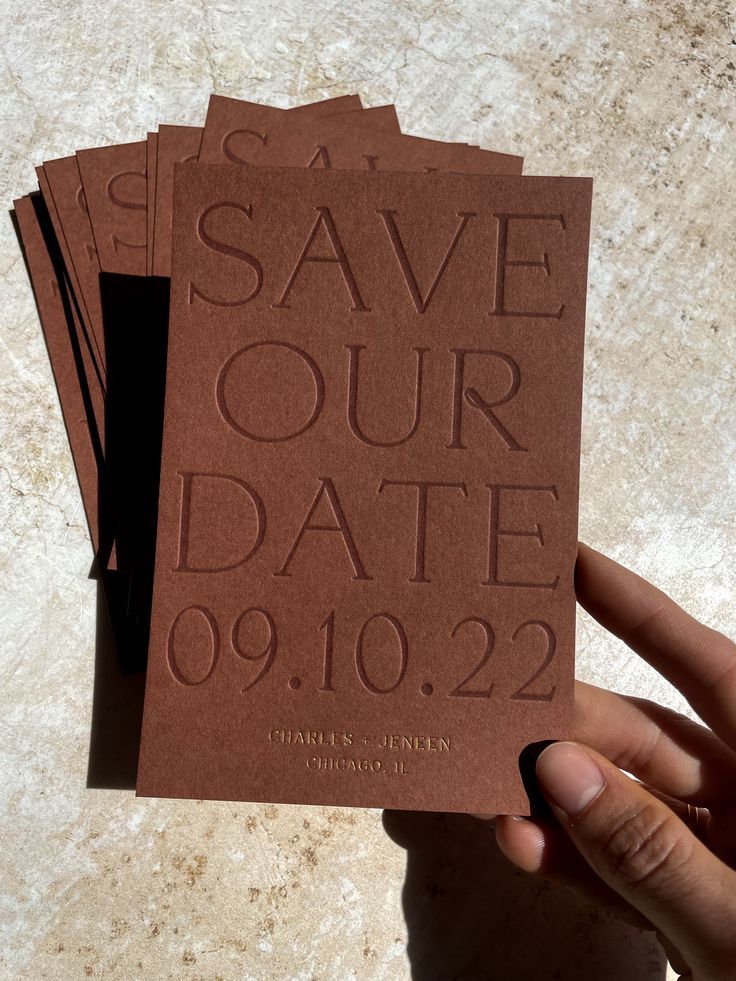 SAVE
OUR
DATE
09.10.22
CHARLES + JENEEN
CHICAGO, IL